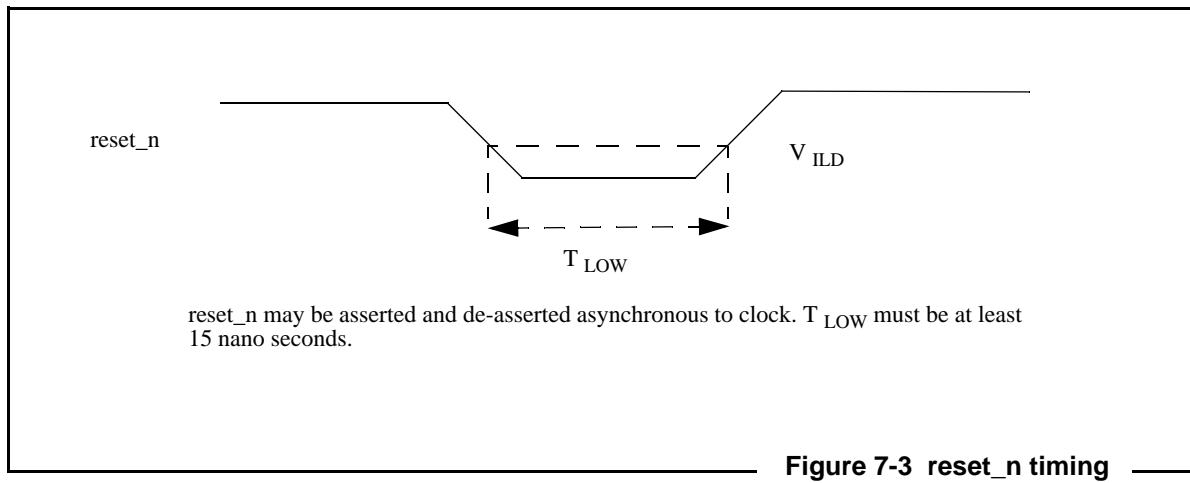 reset_n
V ILD
T LOW
reset_n may be asserted and de-asserted asynchronous to clock. T LOW must be at least
15 nano seconds.
Figure 7-3 reset_n timing